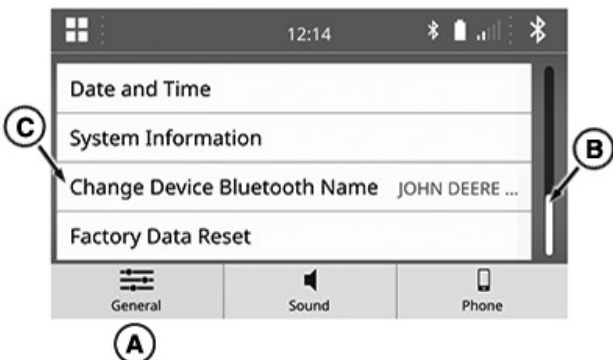 12:14
Date and Time
System Information
C
B
Change Device Bluetooth Name JOHN DEERE ...
Factory Data Reset
General Sound Phone
A